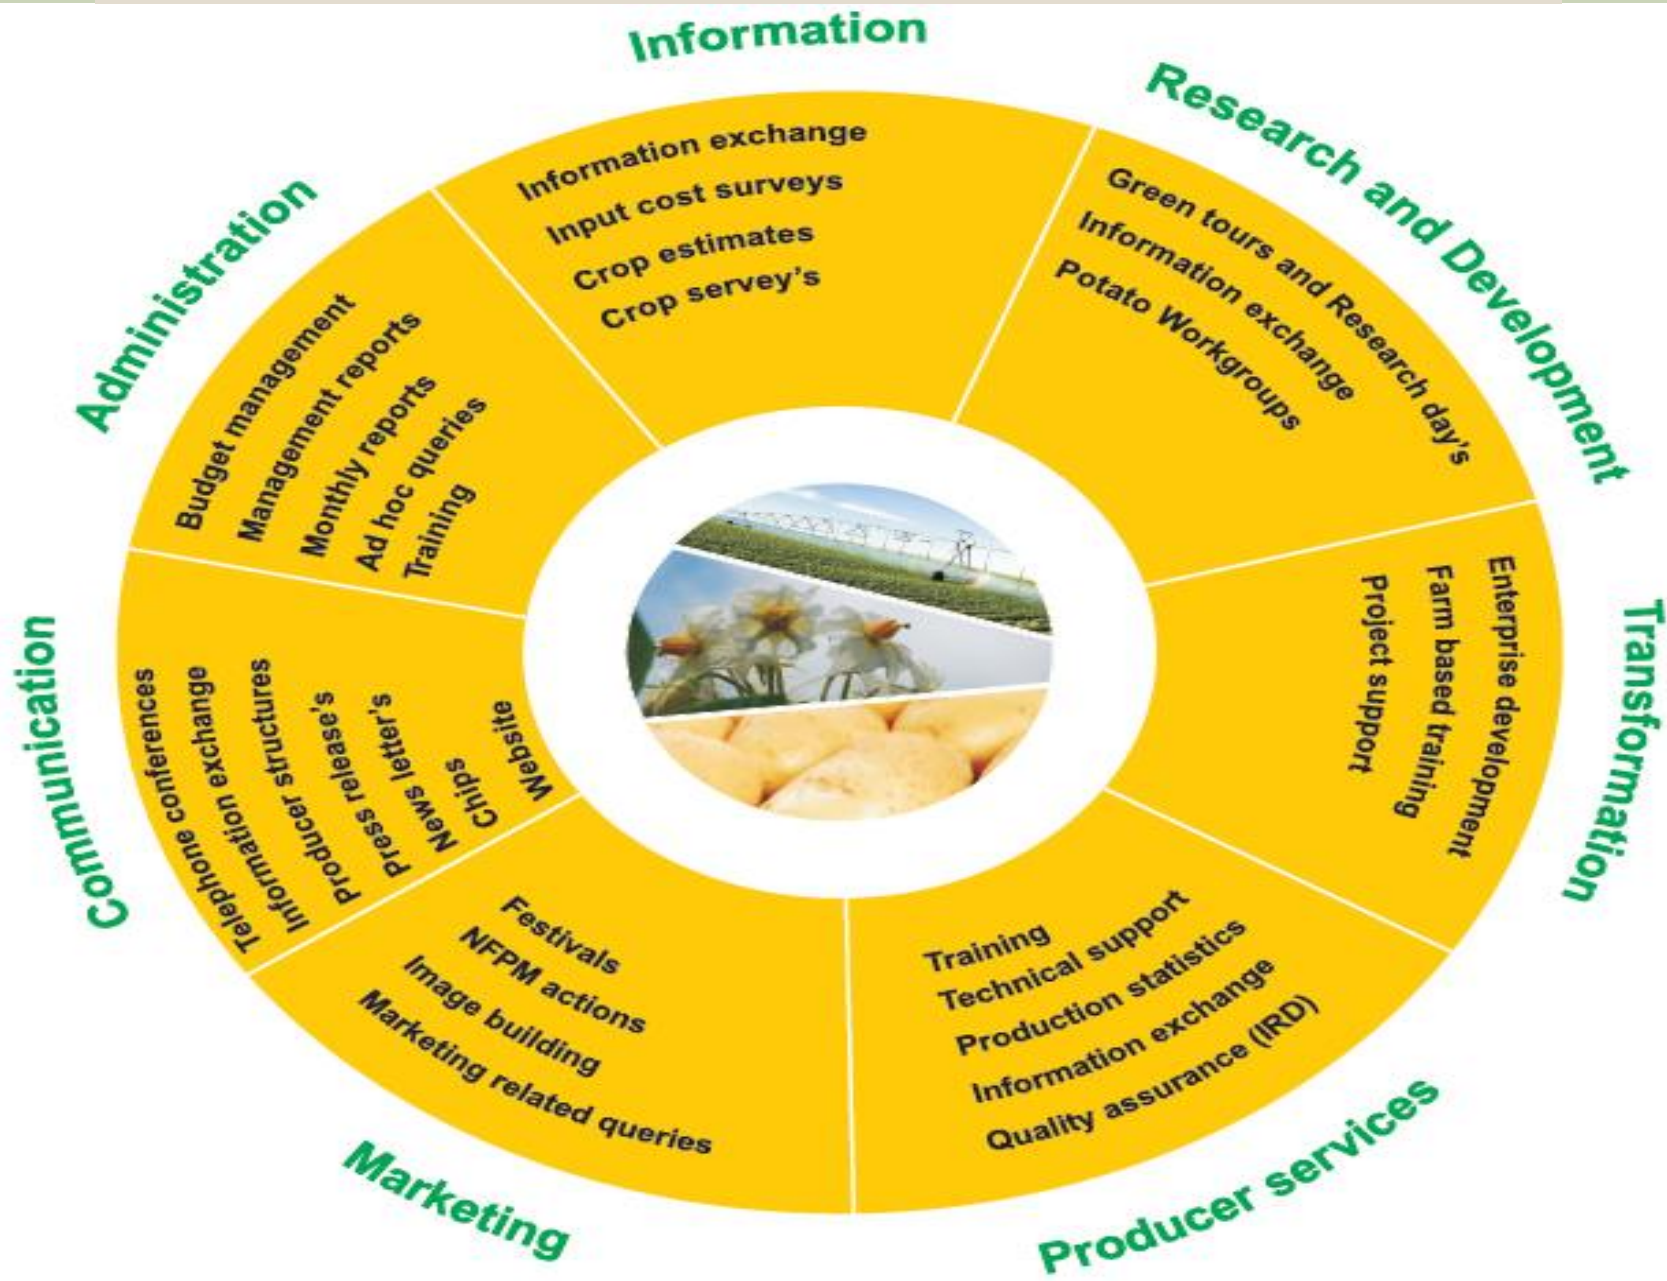 Information
Information exchange
Input cost surveys
Crop estimates
Crop servey's
Research and Development
Green tours and Research day's
Information exchange
Potato Workgroups
Transformation
Enterprise development
Farm based training
Project support
Producer services
Training
Technical support
Production statistics
Information exchange
Quality assurance (IRD)
Marketing
Festivals
NFPM actions
Image building
Marketing related queries
Communication
Telephone conferences
Information exchange
Producer structures
Press release's
News letter's
Chips
Website
Administration
Budget management
Management reports
Monthly reports
Ad hoc queries
Training